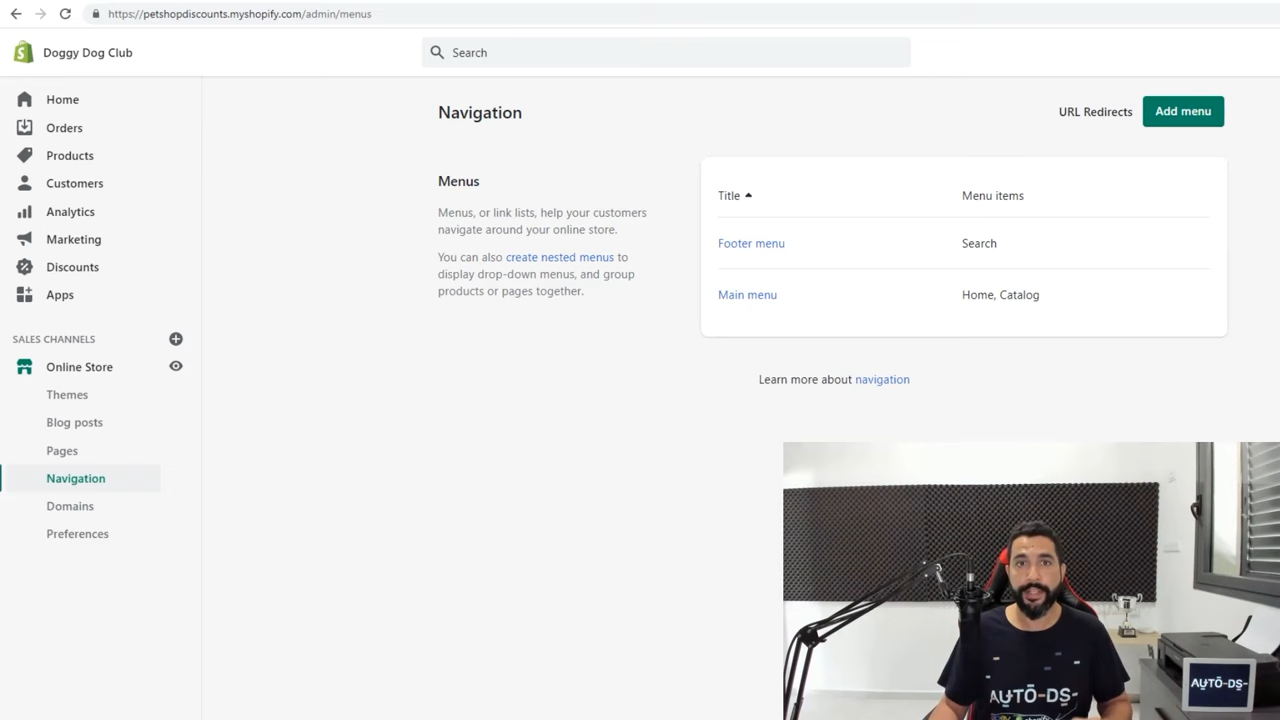 https://petshopdiscounts.myshopify.com/admin/menus
Doggy Dog Club
Search
Home
Orders
Products
Customers
Analytics
Marketing
Discounts
Apps
SALES CHANNELS
Online Store
Themes
Blog posts
Pages
Navigation
Domains
Preferences
Navigation
URL Redirects
Add menu
Menus
Menus, or link lists, help your customers
navigate around your online store.
You can also create nested menus to
display drop-down menus, and group
products or pages together.
Title
Menu items
Footer menu
Search
Main menu
Home, Catalog
Learn more about navigation
AUTŌ-DS-
shopify
AUTŌ-DS-